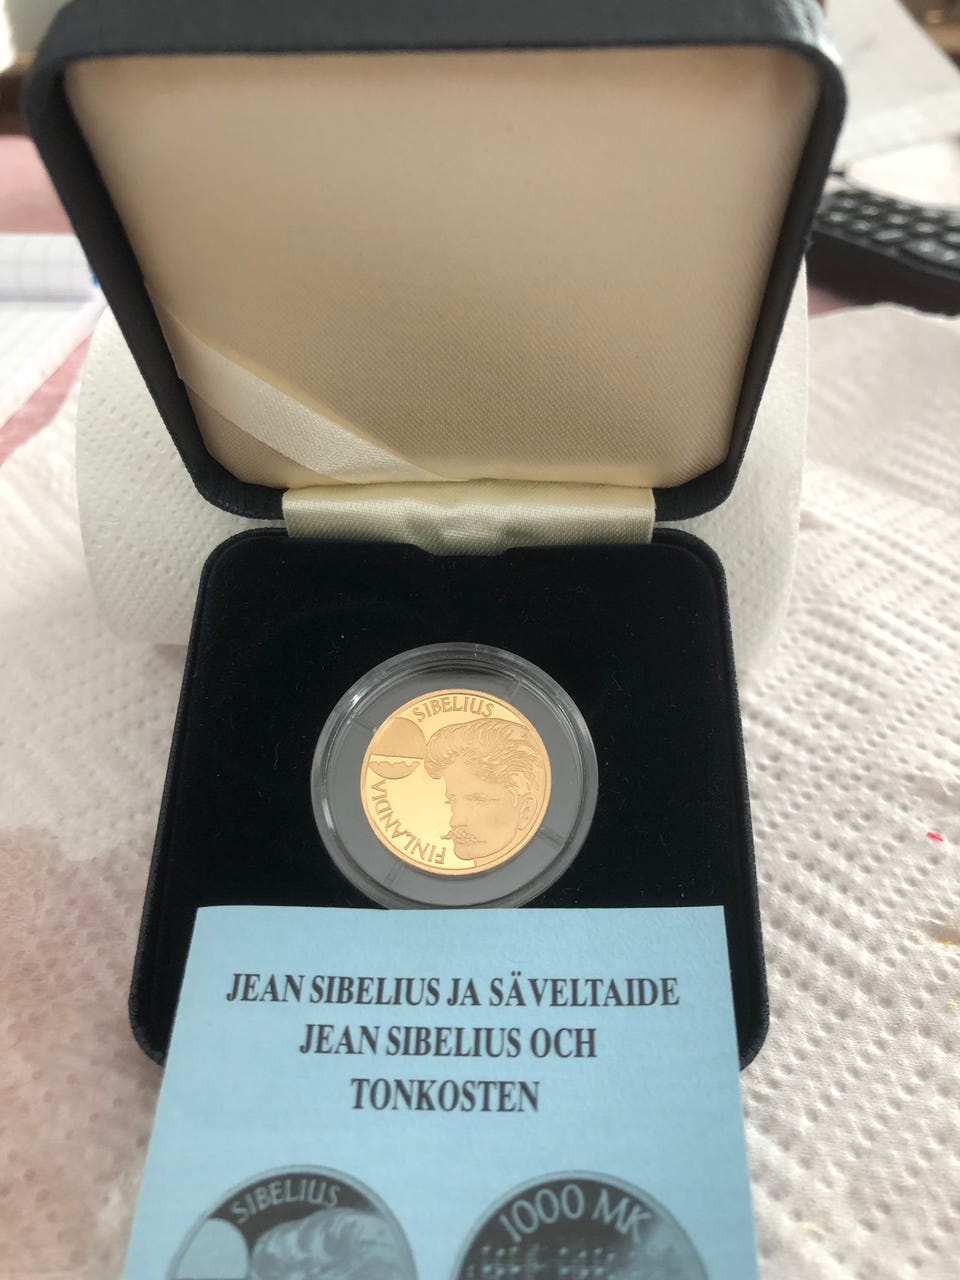 SIBELIUS
FINLANDIA
JEAN SIBELIUS JA SÄVELTAIDE
JEAN SIBELIUS OCH
TONKOSTEN
SIBELIUS
1000 MK